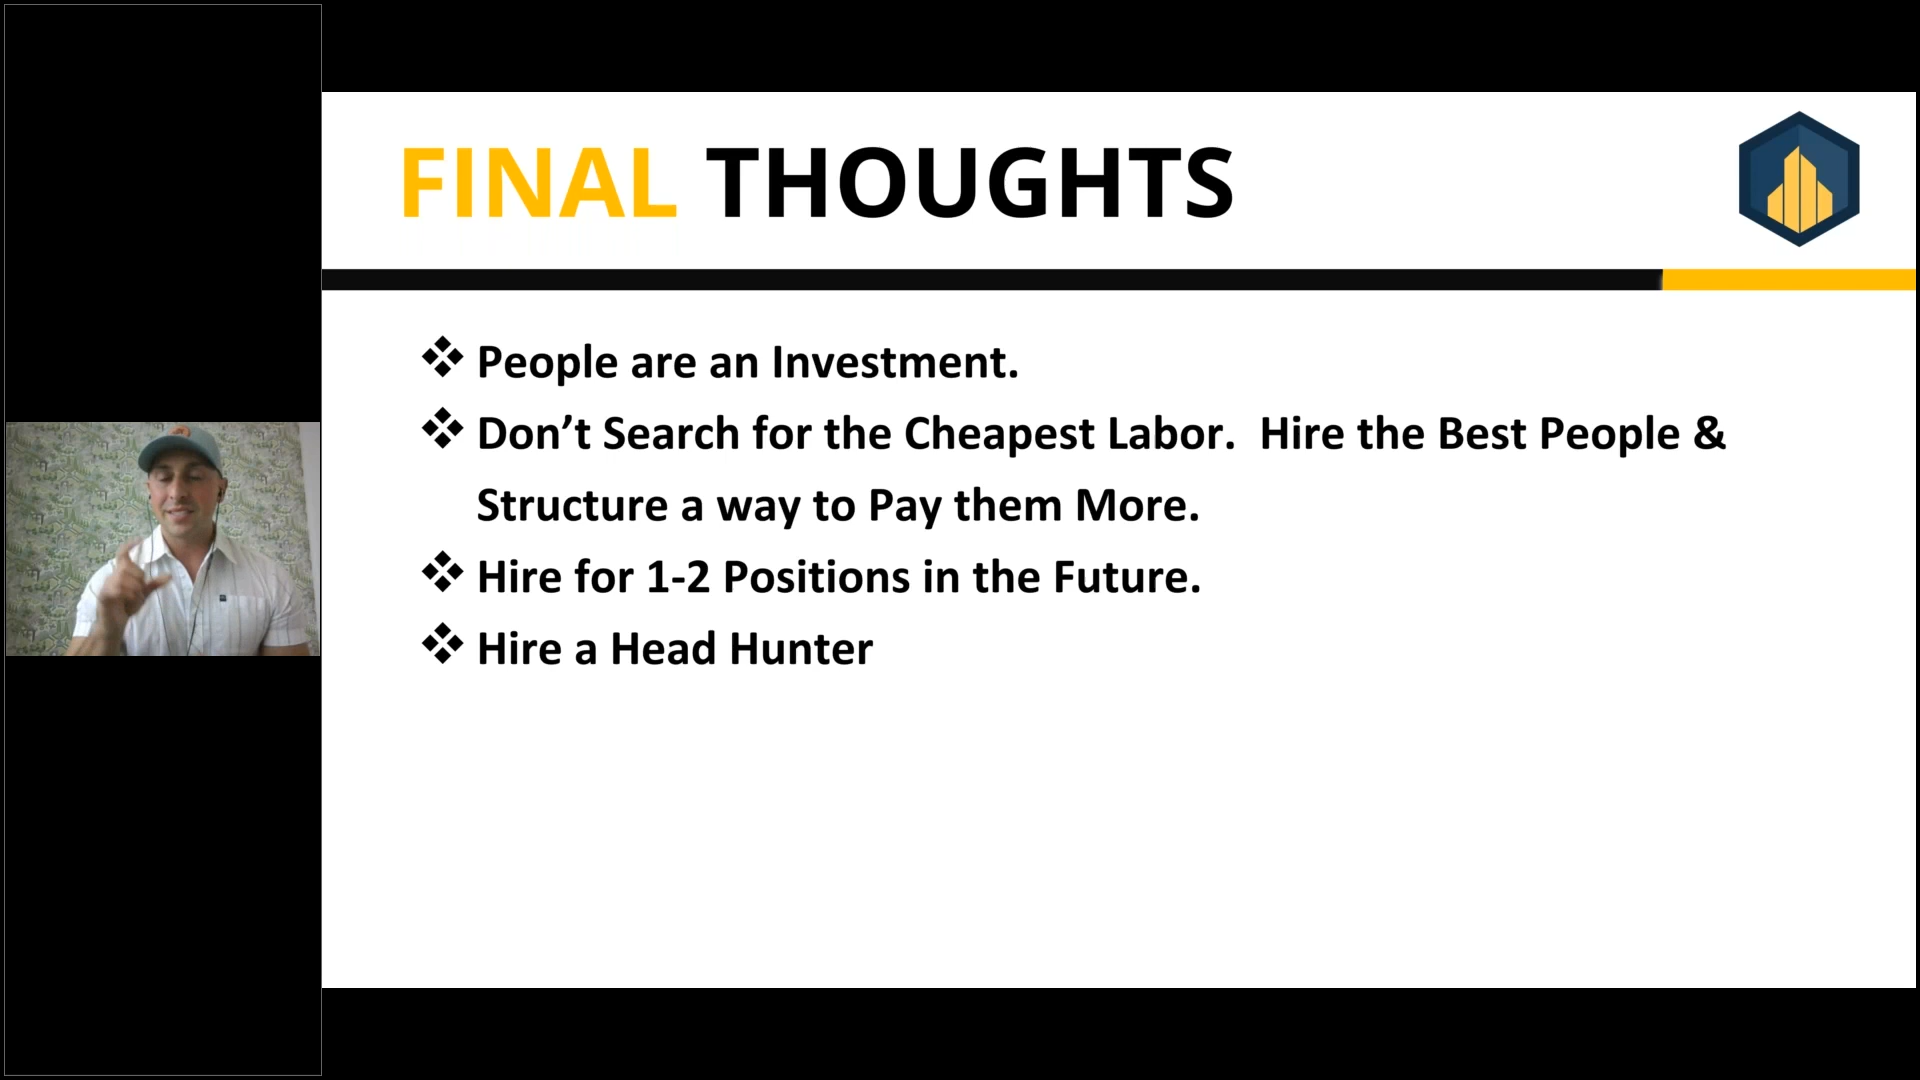 FINAL THOUGHTS
❖ People are an Investment.
❖ Don’t Search for the Cheapest Labor.  Hire the Best People &
Structure a way to Pay them More.
❖ Hire for 1-2 Positions in the Future.
❖ Hire a Head Hunter